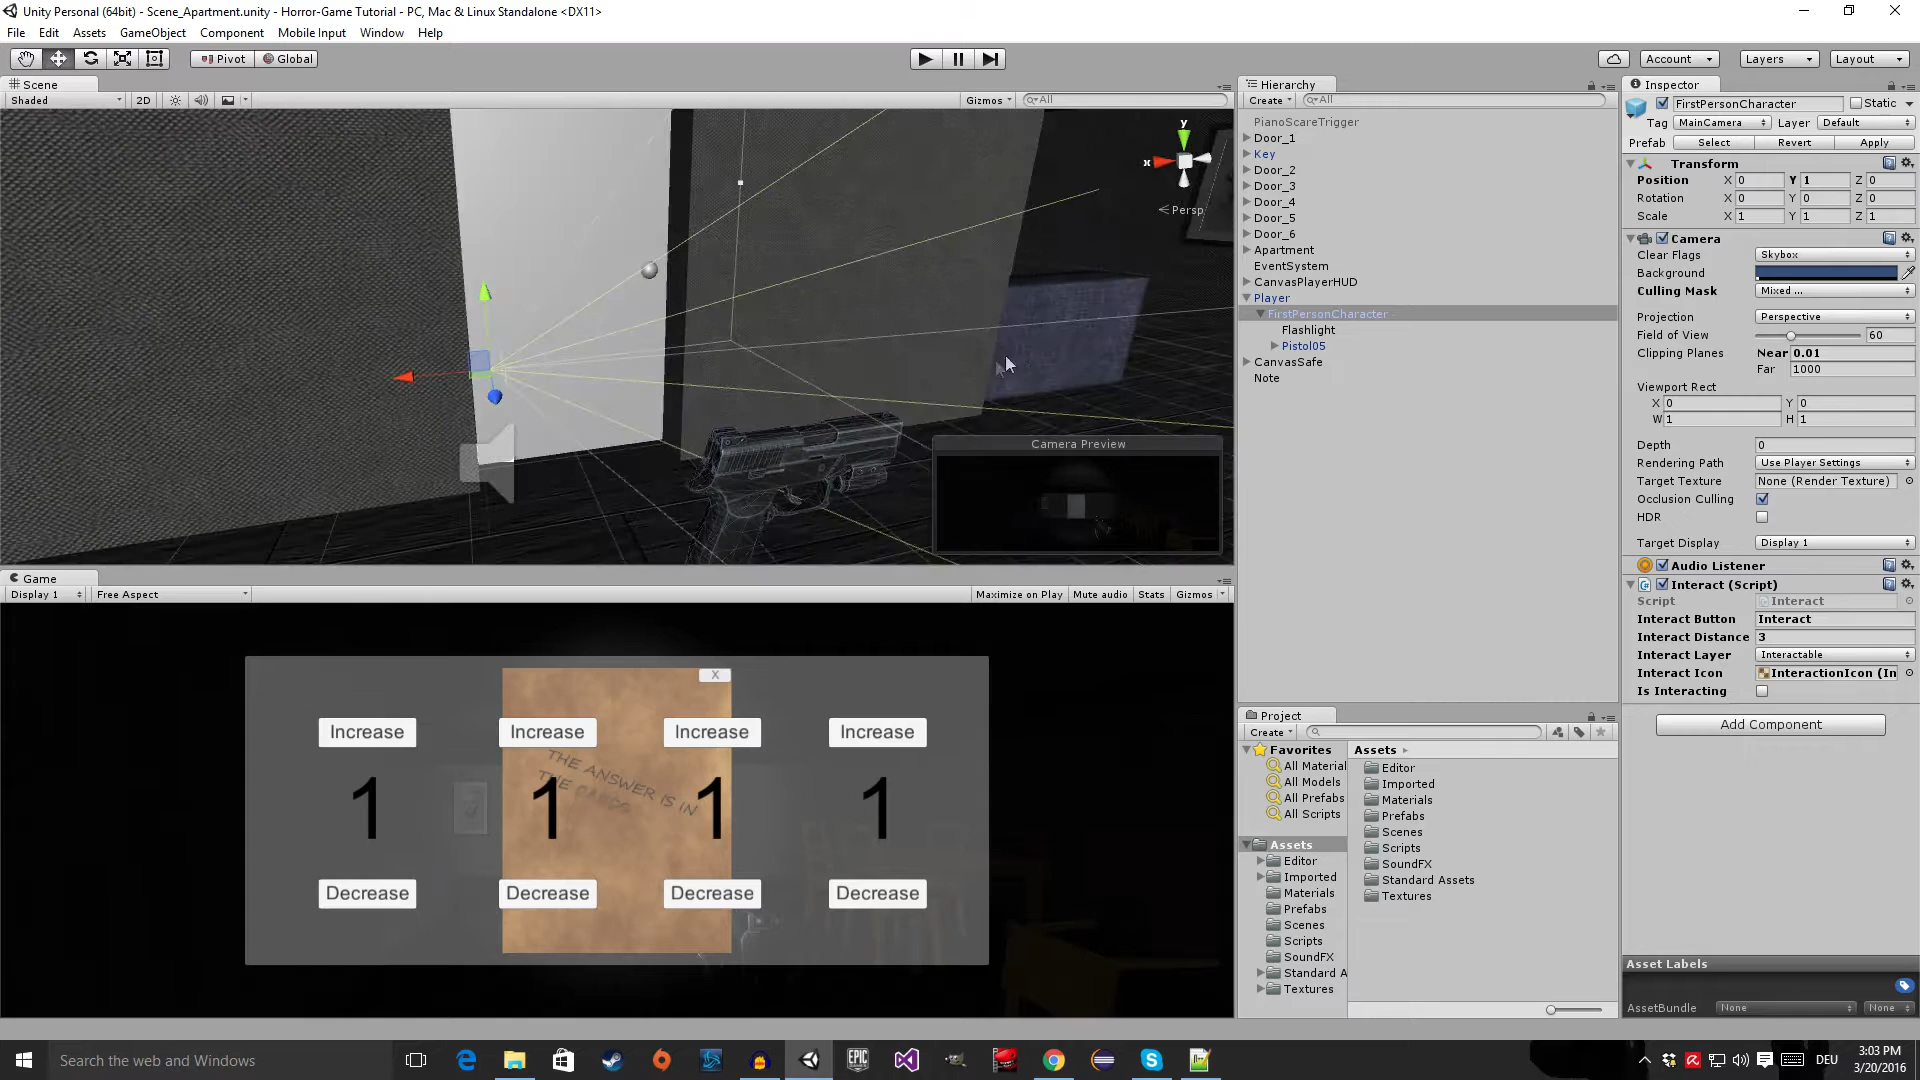 Unity Personal (64bit) - Scene_Apartment.unity - Horror-Game Tutorial - PC, Mac & Linux Standalone <DX11>
File Edit Assets GameObject Component Mobile Input Window Help
Pivot Global Account Layers Layout
Scene
Shaded 2D Gizmos All
y
x
Persp
Camera Preview
Game
Display 1 Free Aspect Maximize on Play Mute audio Stats Gizmos
X
Increase Increase Increase Increase
THE ANSWER IS IN
THE CARDS
1 1 1 1
Decrease Decrease Decrease Decrease
Hierarchy
Create All
PianoScareTrigger
Door_1
Key
Door_2
Door_3
Door_4
Door_5
Door_6
Apartment
EventSystem
CanvasPlayerHUD
Player
FirstPersonCharacter
Flashlight
Pistol05
CanvasSafe
Note
Project
Create
Favorites
All Material
All Models
All Prefabs
All Scripts
Assets
Editor
Imported
Materials
Prefabs
Scenes
Scripts
SoundFX
Standard A
Textures
Assets
Editor
Imported
Materials
Prefabs
Scenes
Scripts
SoundFX
Standard Assets
Textures
Inspector
FirstPersonCharacter Static
Tag MainCamera Layer Default
Prefab Select Revert Apply
Transform
Position X 0 Y 1 Z 0
Rotation X 0 Y 0 Z 0
Scale X 1 Y 1 Z 1
Camera
Clear Flags Skybox
Background
Culling Mask Mixed ...
Projection Perspective
Field of View 60
Clipping Planes Near 0.01
Far 1000
Viewport Rect
X 0 Y 0
W 1 H 1
Depth 0
Rendering Path Use Player Settings
Target Texture None (Render Texture)
Occlusion Culling
HDR
Target Display Display 1
Audio Listener
Interact (Script)
Script Interact
Interact Button Interact
Interact Distance 3
Interact Layer Interactable
Interact Icon InteractionIcon (In
Is Interacting
Add Component
Asset Labels
AssetBundle None None
Search the web and Windows
EPIC
DEU
3:03 PM
3/20/2016